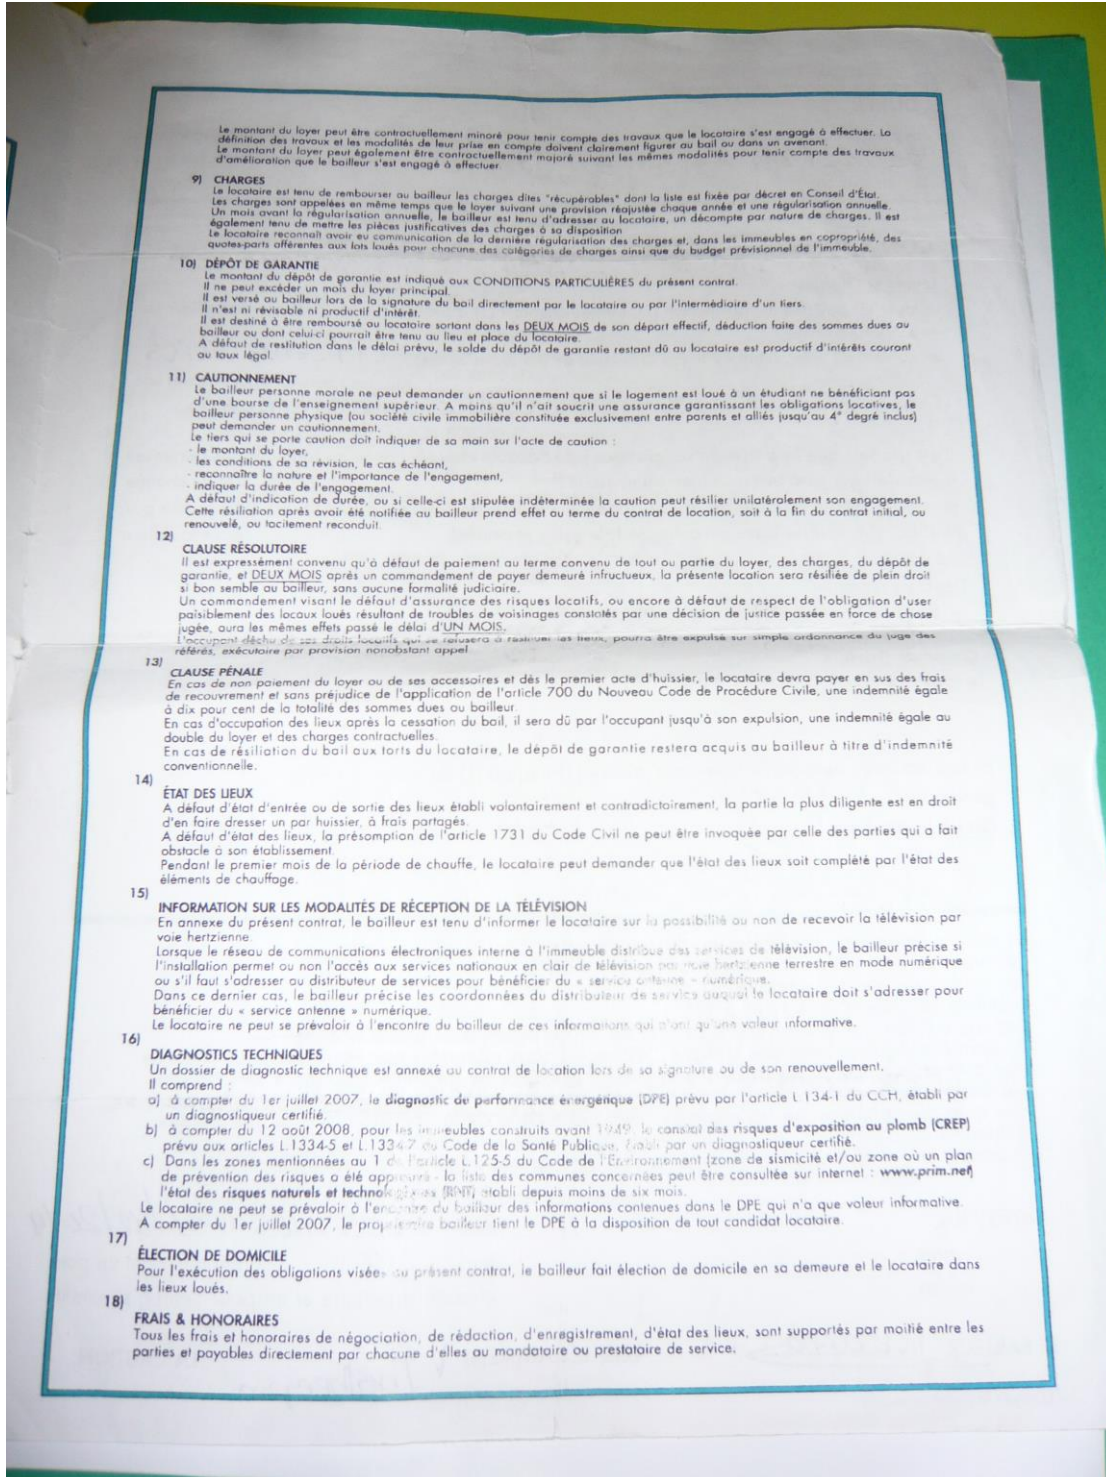 Le montant du loyer peut être contractuellement minoré pour tenir compte des travaux que le locataire s'est engagé à effectuer. La
définition des travaux et les modalités de leur prise en compte doivent clairement figurer au bail ou dans un avenant.
Le montant du loyer peut également être contractuellement majoré suivant les mêmes modalités pour tenir compte des travaux
d'amélioration que le bailleur s'est engagé à effectuer.
9) CHARGES
Le locataire est tenu de rembourser au bailleur les charges dites "récupérables" dont la liste est fixée par décret en Conseil d'État.
Les charges sont appelées en même temps que le loyer suivant une provision réajustée chaque année et une régularisation annuelle.
Un mois avant la régularisation annuelle, le bailleur est tenu d'adresser au locataire, un décompte par nature de charges. Il est
également tenu de mettre les pièces justificatives des charges à sa disposition
Le locataire reconnaît avoir eu communication de la dernière régularisation des charges et, dans les immeubles en copropriété, des
quotes-parts afférentes aux lots loués pour chacune des catégories de charges ainsi que du budget prévisionnel de l'immeuble.
10) DÉPÔT DE GARANTIE
Le montant du dépôt de garantie est indiqué aux CONDITIONS PARTICULIÈRES du présent contrat.
Il ne peut excéder un mois du loyer principal.
Il est versé au bailleur lors de la signature du bail directement par le locataire ou par l'intermédiaire d'un tiers.
Il n'est ni révisable ni productif d'intérêt.
Il est destiné à être remboursé au locataire sortant dans les DEUX MOIS de son départ effectif, déduction faite des sommes dues au
bailleur ou dont celui-ci pourrait être tenu au lieu et place du locataire.
A défaut de restitution dans le délai prévu, le solde du dépôt de garantie restant dû au locataire est productif d'intérêts courant
au taux légal.
11) CAUTIONNEMENT
Le bailleur personne morale ne peut demander un cautionnement que si le logement est loué à un étudiant ne bénéficiant pas
d'une bourse de l'enseignement supérieur. A moins qu'il n'ait soucrit une assurance garantissant les obligations locatives, le
bailleur personne physique (ou société civile immobilière constituée exclusivement entre parents et alliés jusqu'au 4° degré inclus)
peut demander un cautionnement.
Le tiers qui se porte caution doit indiquer de sa main sur l'acte de caution :
- le montant du loyer,
- les conditions de sa révision, le cas échéant,
- reconnaître la nature et l'importance de l'engagement,
- indiquer la durée de l'engagement.
A défaut d'indication de durée, ou si celle-ci est stipulée indéterminée la caution peut résilier unilatéralement son engagement.
Cette résiliation après avoir été notifiée au bailleur prend effet au terme du contrat de location, soit à la fin du contrat initial, ou
renouvelé, ou tacitement reconduit.
12)
CLAUSE RÉSOLUTOIRE
Il est expressément convenu qu'à défaut de paiement au terme convenu de tout ou partie du loyer, des charges, du dépôt de
garantie, et DEUX MOIS après un commandement de payer demeuré infructueux, la présente location sera résiliée de plein droit
si bon semble au bailleur, sans aucune formalité judiciaire.
Un commandement visant le défaut d'assurance des risques locatifs, ou encore à défaut de respect de l'obligation d'user
paisiblement des locaux loués résultant de troubles de voisinages constatés par une décision de justice passée en force de chose
jugée, aura les mêmes effets passé le délai d'UN MOIS.
L'occupant déchu de ses droits locatifs qui se refusera à restituer les lieux, pourra être expulsé sur simple ordonnance du juge des
référés, exécutoire par provision nonobstant appel
13)
CLAUSE PÉNALE
En cas de non paiement du loyer ou de ses accessoires et dès le premier acte d'huissier, le locataire devra payer en sus des frais
de recouvrement et sans préjudice de l'application de l'article 700 du Nouveau Code de Procédure Civile, une indemnité égale
à dix pour cent de la totalité des sommes dues au bailleur.
En cas d'occupation des lieux après la cessation du bail, il sera dû par l'occupant jusqu'à son expulsion, une indemnité égale au
double du loyer et des charges contractuelles.
En cas de résiliation du bail aux torts du locataire, le dépôt de garantie restera acquis au bailleur à titre d'indemnité
conventionnelle.
14)
ÉTAT DES LIEUX
A défaut d'état d'entrée ou de sortie des lieux établi volontairement et contradictoirement, la partie la plus diligente est en droit
d'en faire dresser un par huissier, à frais partagés.
A défaut d'état des lieux, la présomption de l'article 1731 du Code Civil ne peut être invoquée par celle des parties qui a fait
obstacle à son établissement.
Pendant le premier mois de la période de chauffe, le locataire peut demander que l'état des lieux soit complété par l'état des
éléments de chauffage.
15)
INFORMATION SUR LES MODALITÉS DE RÉCEPTION DE LA TÉLÉVISION
En annexe du présent contrat, le bailleur est tenu d'informer le locataire sur la possibilité ou non de recevoir la télévision par
voie hertzienne.
Lorsque le réseau de communications électroniques interne à l'immeuble distribue des services de télévision, le bailleur précise si
l'installation permet ou non l'accès aux services nationaux en clair de télévision par voie hertzienne terrestre en mode numérique
ou s'il faut s'adresser au distributeur de services pour bénéficier du « service antenne » numérique.
Dans ce dernier cas, le bailleur précise les coordonnées du distributeur de service auquel le locataire doit s'adresser pour
bénéficier du « service antenne » numérique.
Le locataire ne peut se prévaloir à l'encontre du bailleur de ces informations qui n'ont qu'une valeur informative.
16)
DIAGNOSTICS TECHNIQUES
Un dossier de diagnostic technique est annexé au contrat de location lors de sa signature ou de son renouvellement.
Il comprend :
a) à compter du 1er juillet 2007, le diagnostic de performance énergétique (DPE) prévu par l'article L 134-1 du CCH, établi par
un diagnostiqueur certifié.
b) à compter du 12 août 2008, pour les immeubles construits avant 1949, le constat des risques d'exposition au plomb (CREP)
prévu aux articles L.1334-5 et L.1334-7 du Code de la Santé Publique, établi par un diagnostiqueur certifié.
c) Dans les zones mentionnées au 1 de l'article L.125-5 du Code de l'Environnement (zone de sismicité et/ou zone où un plan
de prévention des risques a été approuvé - la liste des communes concernées peut être consultée sur internet : www.prim.net)
l'état des risques naturels et technologiques (RNT) établi depuis moins de six mois.
Le locataire ne peut se prévaloir à l'encontre du bailleur des informations contenues dans le DPE qui n'a que valeur informative.
A compter du 1er juillet 2007, le propriétaire bailleur tient le DPE à la disposition de tout candidat locataire.
17)
ÉLECTION DE DOMICILE
Pour l'exécution des obligations visées au présent contrat, le bailleur fait élection de domicile en sa demeure et le locataire dans
les lieux loués.
18)
FRAIS & HONORAIRES
Tous les frais et honoraires de négociation, de rédaction, d'enregistrement, d'état des lieux, sont supportés par moitié entre les
parties et payables directement par chacune d'elles au mandataire ou prestataire de service.